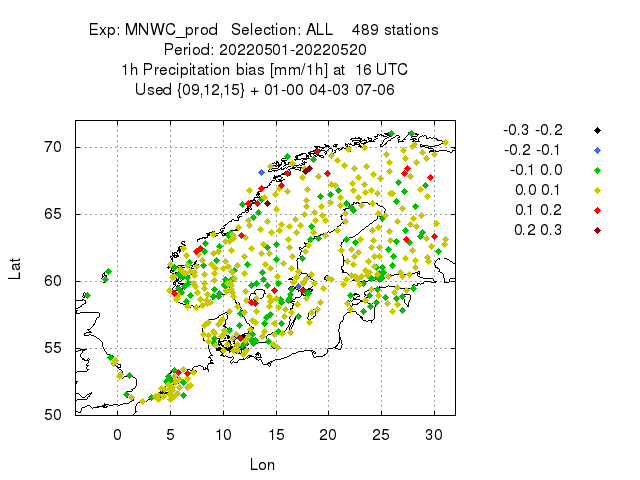 Exp: MNWC_prod   Selection: ALL    489 stations
Period: 20220501-20220520
1h Precipitation bias [mm/1h] at  16 UTC
Used {09,12,15} + 01-00 04-03 07-06
-0.3 -0.2
-0.2 -0.1
-0.1 0.0
0.0 0.1
0.1 0.2
0.2 0.3
70
65
60
55
50
Lat
0 5 10 15 20 25 30
Lon